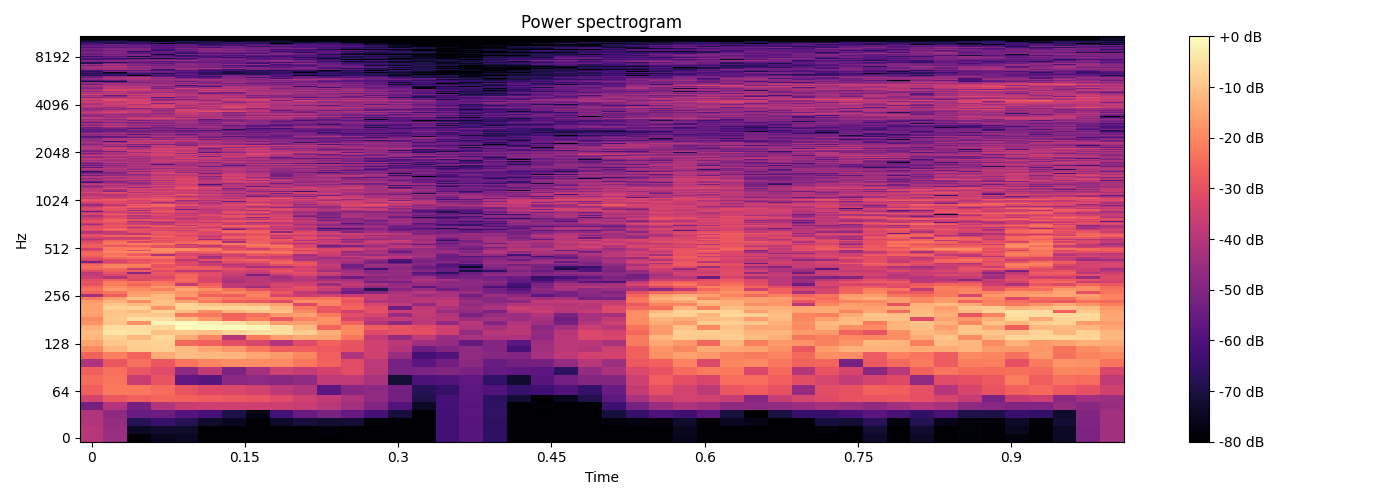 Power spectrogram
Hz
8192
4096
2048
1024
512
256
128
64
0
0 0.15 0.3 0.45 0.6 0.75 0.9
Time
+0 dB
-10 dB
-20 dB
-30 dB
-40 dB
-50 dB
-60 dB
-70 dB
-80 dB